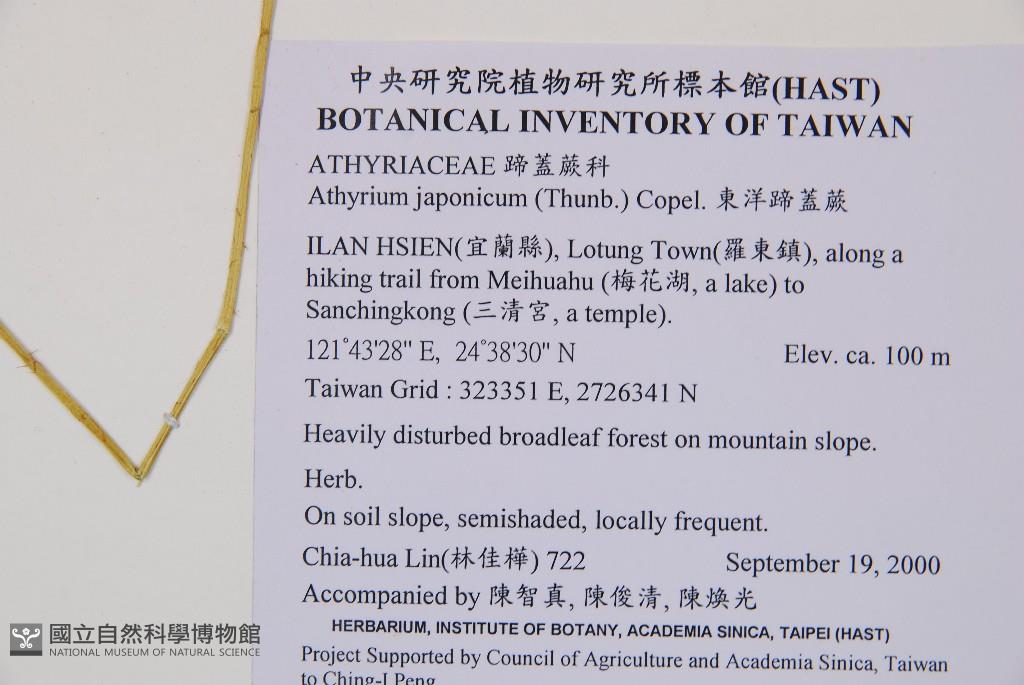 中央研究院植物研究所標本館(HAST)
BOTANICAL INVENTORY OF TAIWAN
ATHYRIACEAE 蹄蓋蕨科
Athyrium japonicum (Thunb.) Copel. 東洋蹄蓋蕨
ILAN HSIEN(宜蘭縣), Lotung Town(羅東鎮), along a
hiking trail from Meihuahu (梅花湖, a lake) to
Sanchingkong (三清宮, a temple).
121°43'28" E, 24°38'30" N Elev. ca. 100 m
Taiwan Grid : 323351 E, 2726341 N
Heavily disturbed broadleaf forest on mountain slope.
Herb.
On soil slope, semishaded, locally frequent.
Chia-hua Lin(林佳樺) 722 September 19, 2000
Accompanied by 陳智真, 陳俊清, 陳煥光
HERBARIUM, INSTITUTE OF BOTANY, ACADEMIA SINICA, TAIPEI (HAST)
Project Supported by Council of Agriculture and Academia Sinica, Taiwan
to Ching-I Peng
國立自然科學博物館
NATIONAL MUSEUM OF NATURAL SCIENCE